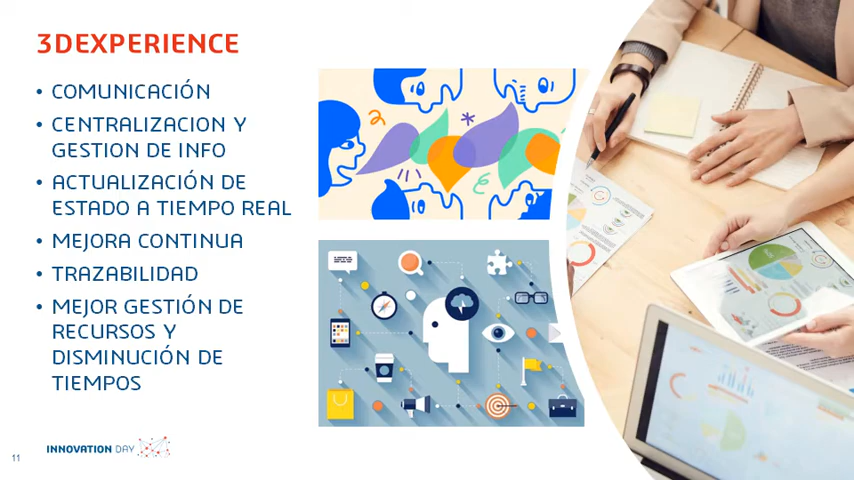 3DEXPERIENCE
• COMUNICACIÓN
• CENTRALIZACION Y
GESTION DE INFO
• ACTUALIZACIÓN DE
ESTADO A TIEMPO REAL
• MEJORA CONTINUA
• TRAZABILIDAD
• MEJOR GESTIÓN DE
RECURSOS Y
DISMINUCIÓN DE
TIEMPOS
11
INNOVATION DAY